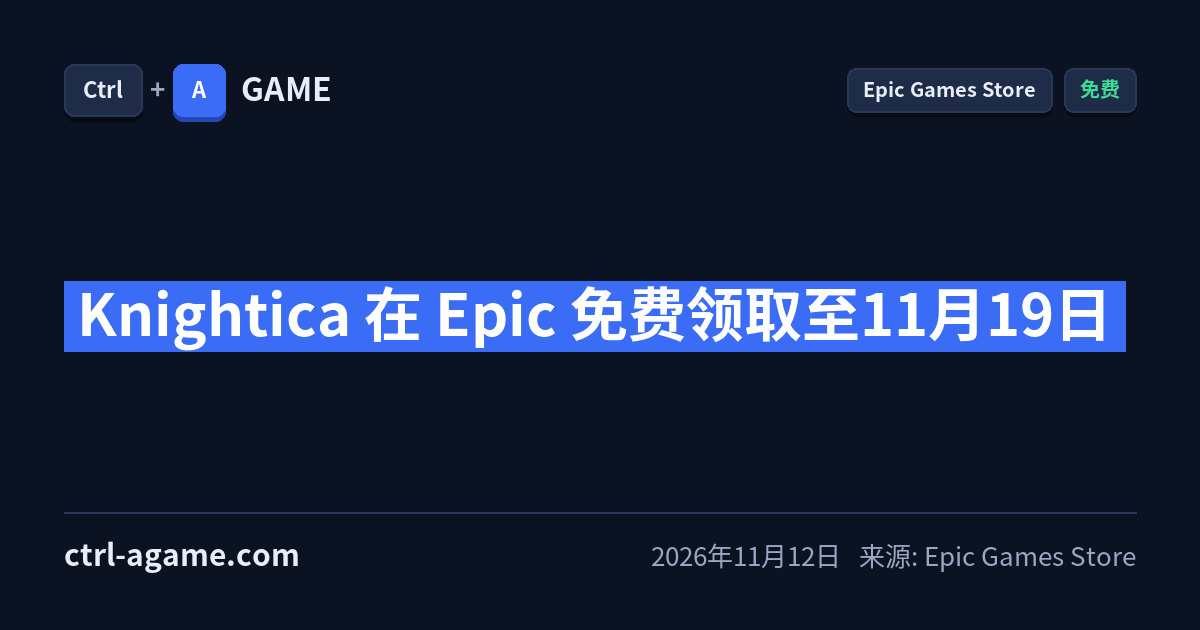 Ctrl + A GAME
Epic Games Store 免费
Knightica 在 Epic 免费领取至11月19日
ctrl-agame.com
2026年11月12日 来源: Epic Games Store